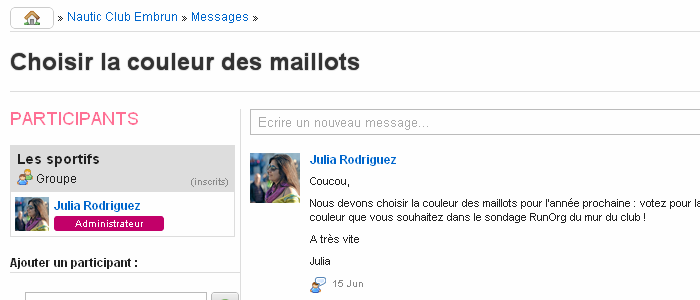 » Nautic Club Embrun » Messages »
Choisir la couleur des maillots
PARTICIPANTS
Les sportifs
Groupe
(inscrits)
Julia Rodriguez
Administrateur
Ajouter un participant :
Ecrire un nouveau message...
Julia Rodriguez
Coucou,
Nous devons choisir la couleur des maillots pour l'année prochaine : votez pour la
couleur que vous souhaitez dans le sondage RunOrg du mur du club !
A très vite
Julia
15 Jun